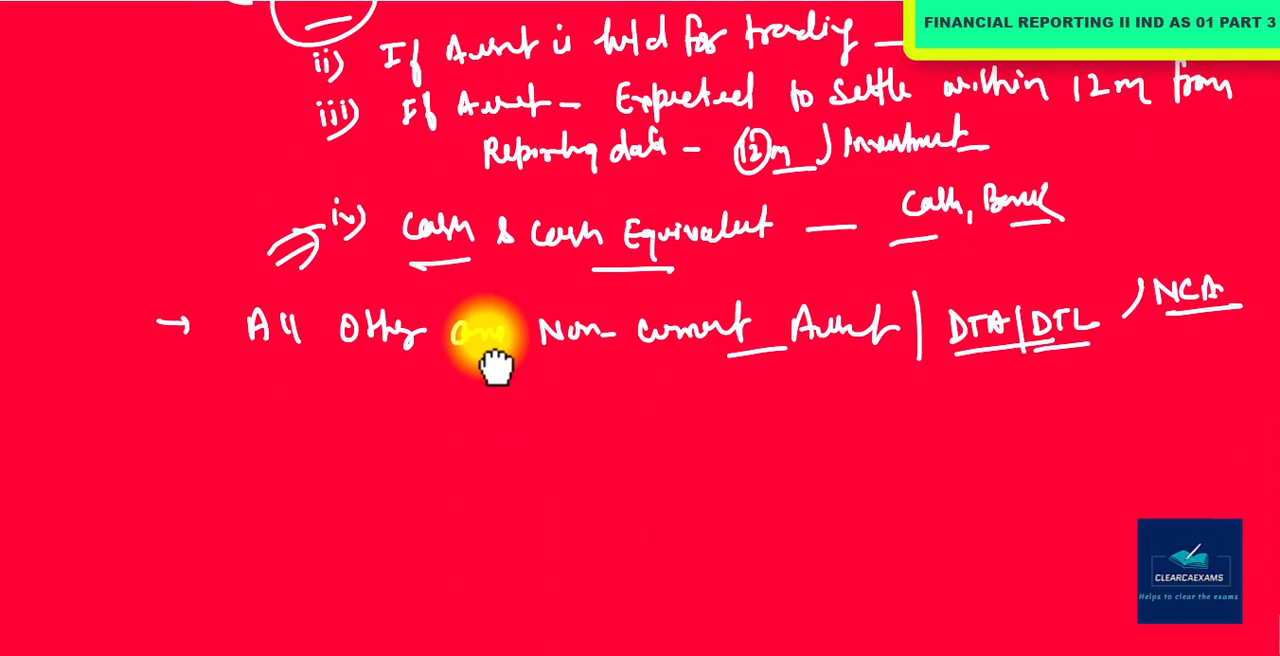 FINANCIAL REPORTING II IND AS 01 PART 3
ii) If Asset is held for trading —
iii) If Asset – Expected to settle within 12m from
Reporting date – 12m) Investment
iv) Cash & Cash Equivalent — Cash, Bank
→ All Other are Non-current Asset | DTA/DTL ) NCA
CLEARCAEXAMS
Helps to clear the exams